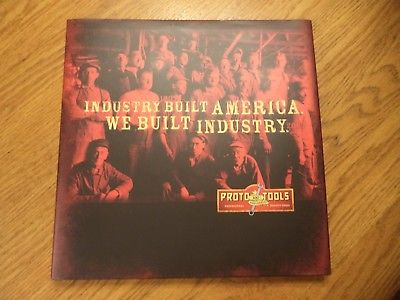 INDUSTRY BUILT AMERICA.
WE BUILT INDUSTRY.
PROTO TOOLS